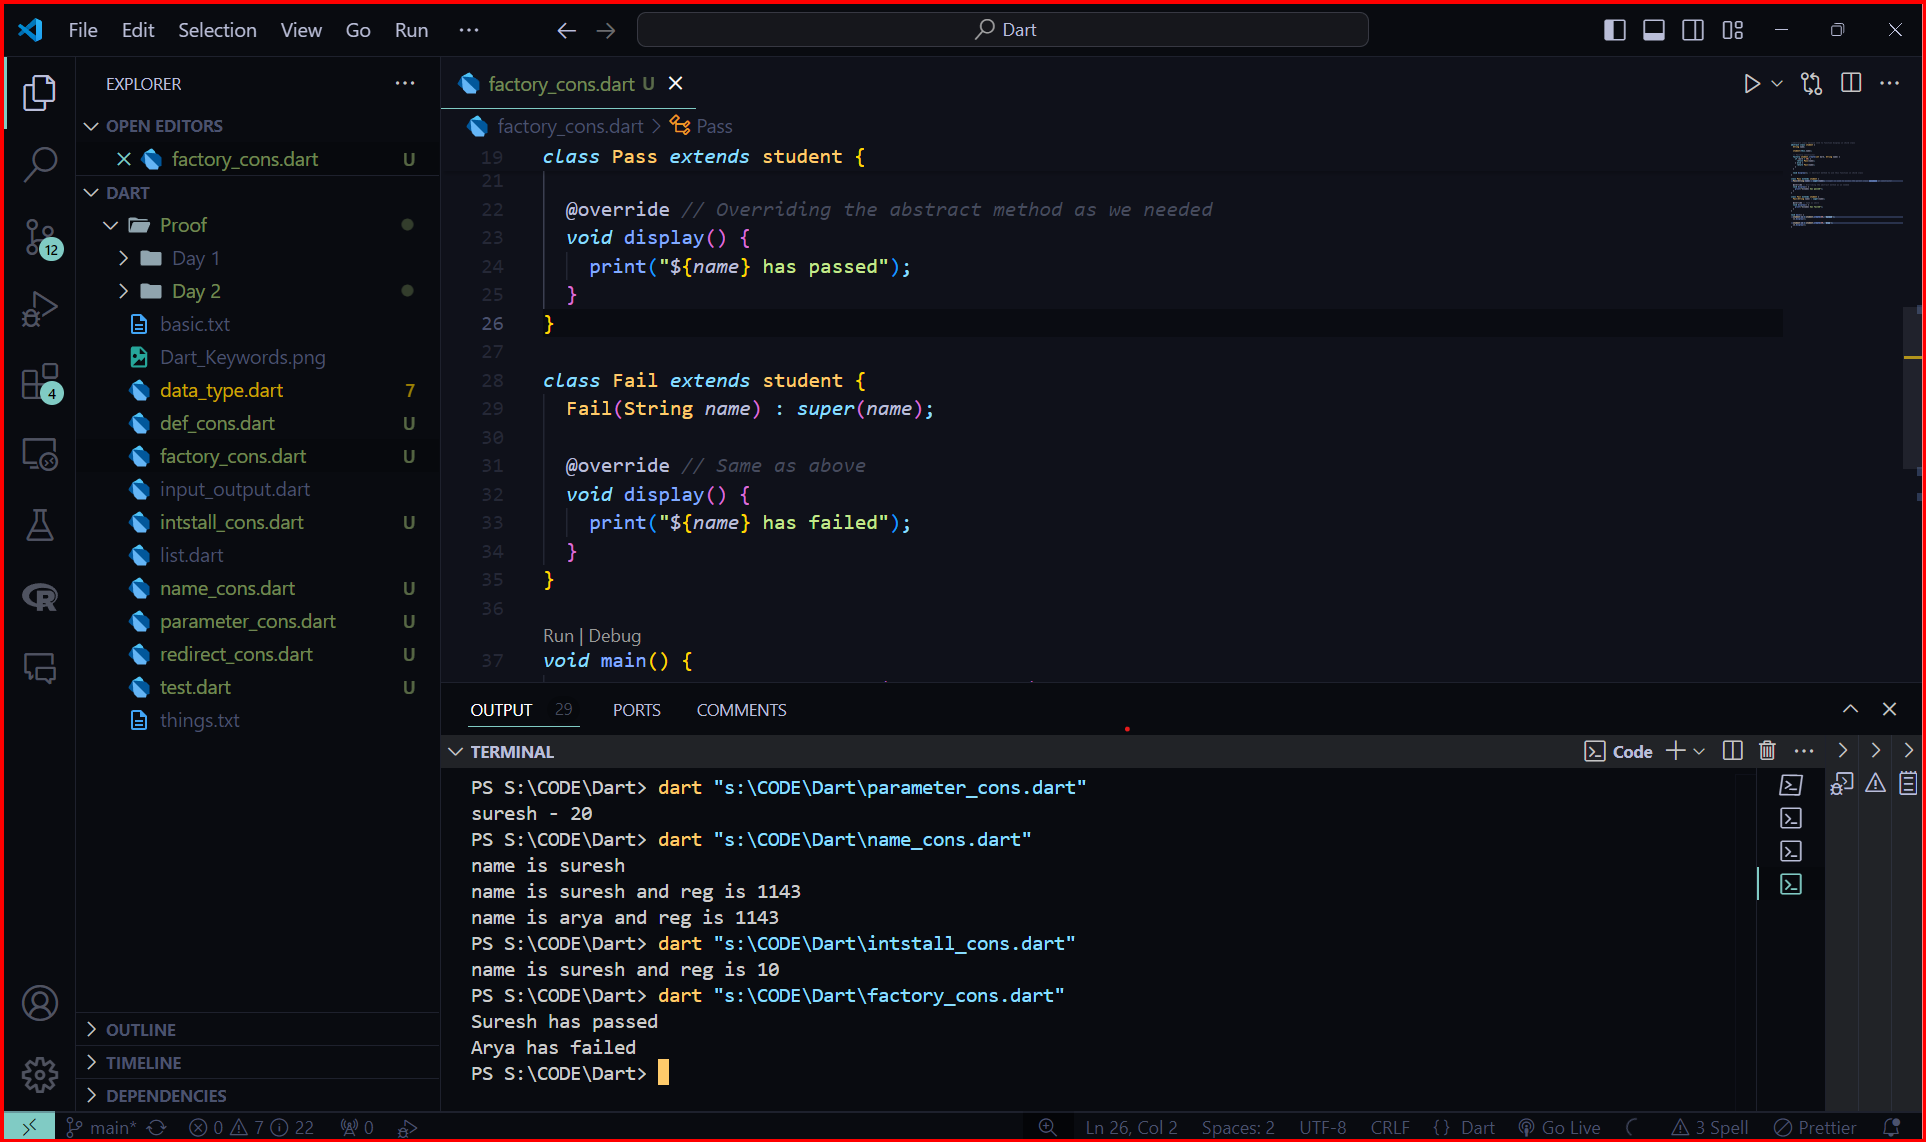 File Edit Selection View Go Run ···
Dart
EXPLORER
OPEN EDITORS
factory_cons.dart U
DART
Proof
Day 1
Day 2
basic.txt
Dart_Keywords.png
data_type.dart 7
def_cons.dart U
factory_cons.dart U
input_output.dart
intstall_cons.dart U
list.dart
name_cons.dart U
parameter_cons.dart U
redirect_cons.dart U
test.dart U
things.txt
OUTLINE
TIMELINE
DEPENDENCIES
12
4
factory_cons.dart U
factory_cons.dart > Pass
19 class Pass extends student {
21
22 @override // Overriding the abstract method as we needed
23 void display() {
24 print("${name} has passed");
25 }
26 }
27
28 class Fail extends student {
29 Fail(String name) : super(name);
30
31 @override // Same as above
32 void display() {
33 print("${name} has failed");
34 }
35 }
36
Run | Debug
37 void main() {
OUTPUT 29 PORTS COMMENTS
TERMINAL
Code
PS S:\CODE\Dart> dart "s:\CODE\Dart\parameter_cons.dart"
suresh - 20
PS S:\CODE\Dart> dart "s:\CODE\Dart\name_cons.dart"
name is suresh
name is suresh and reg is 1143
name is arya and reg is 1143
PS S:\CODE\Dart> dart "s:\CODE\Dart\intstall_cons.dart"
name is suresh and reg is 10
PS S:\CODE\Dart> dart "s:\CODE\Dart\factory_cons.dart"
Suresh has passed
Arya has failed
PS S:\CODE\Dart>
main* 0 7 22 0
Ln 26, Col 2 Spaces: 2 UTF-8 CRLF {} Dart Go Live 3 Spell Prettier